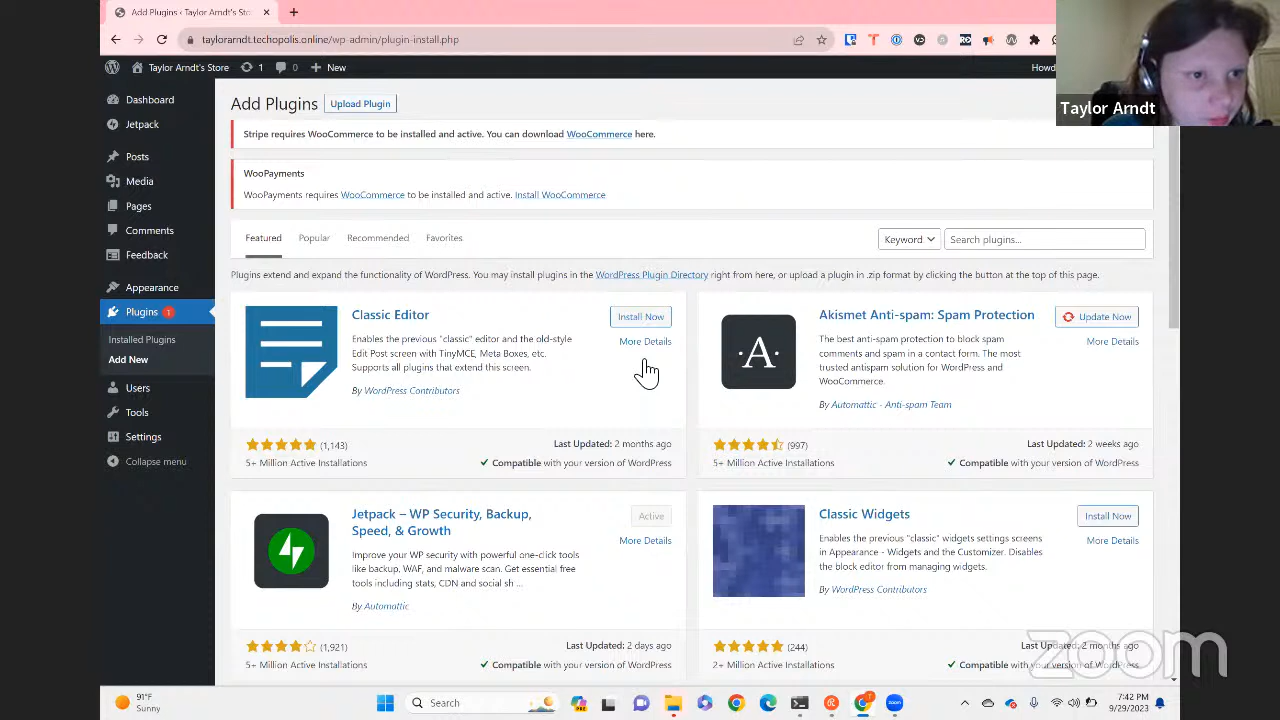 Add Plugins ‹ Taylor Arndt's Store
taylorarndt.techopolis.online/wp-admin/plugin-install.php
Taylor Arndt's Store 1 0 New
Howd
Taylor Arndt
Dashboard
Jetpack
Posts
Media
Pages
Comments
Feedback
Appearance
Plugins 1
Installed Plugins
Add New
Users
Tools
Settings
Collapse menu
Add Plugins Upload Plugin
Stripe requires WooCommerce to be installed and active. You can download WooCommerce here.
WooPayments
WooPayments requires WooCommerce to be installed and active. Install WooCommerce
Featured Popular Recommended Favorites
Keyword Search plugins...
Plugins extend and expand the functionality of WordPress. You may install plugins in the WordPress Plugin Directory right from here, or upload a plugin in .zip format by clicking the button at the top of this page.
Classic Editor
Install Now
More Details
Enables the previous "classic" editor and the old-style
Edit Post screen with TinyMCE, Meta Boxes, etc.
Supports all plugins that extend this screen.
By WordPress Contributors
(1,143)
Last Updated: 2 months ago
5+ Million Active Installations
Compatible with your version of WordPress
·A·
Akismet Anti-spam: Spam Protection
Update Now
More Details
The best anti-spam protection to block spam
comments and spam in a contact form. The most
trusted antispam solution for WordPress and
WooCommerce.
By Automattic - Anti-spam Team
(997)
Last Updated: 2 weeks ago
5+ Million Active Installations
Compatible with your version of WordPress
Jetpack – WP Security, Backup,
Speed, & Growth
Active
More Details
Improve your WP security with powerful one-click tools
like backup, WAF, and malware scan. Get essential free
tools including stats, CDN and social sh ...
By Automattic
(1,921)
Last Updated: 2 days ago
5+ Million Active Installations
Compatible with your version of WordPress
Classic Widgets
Install Now
More Details
Enables the previous "classic" widgets settings screens
in Appearance - Widgets and the Customizer. Disables
the block editor from managing widgets.
By WordPress Contributors
(244)
Last Updated: 2 months ago
2+ Million Active Installations
Compatible with your version of WordPress
zoom
91°F
Sunny
Search
7:42 PM
9/29/2023